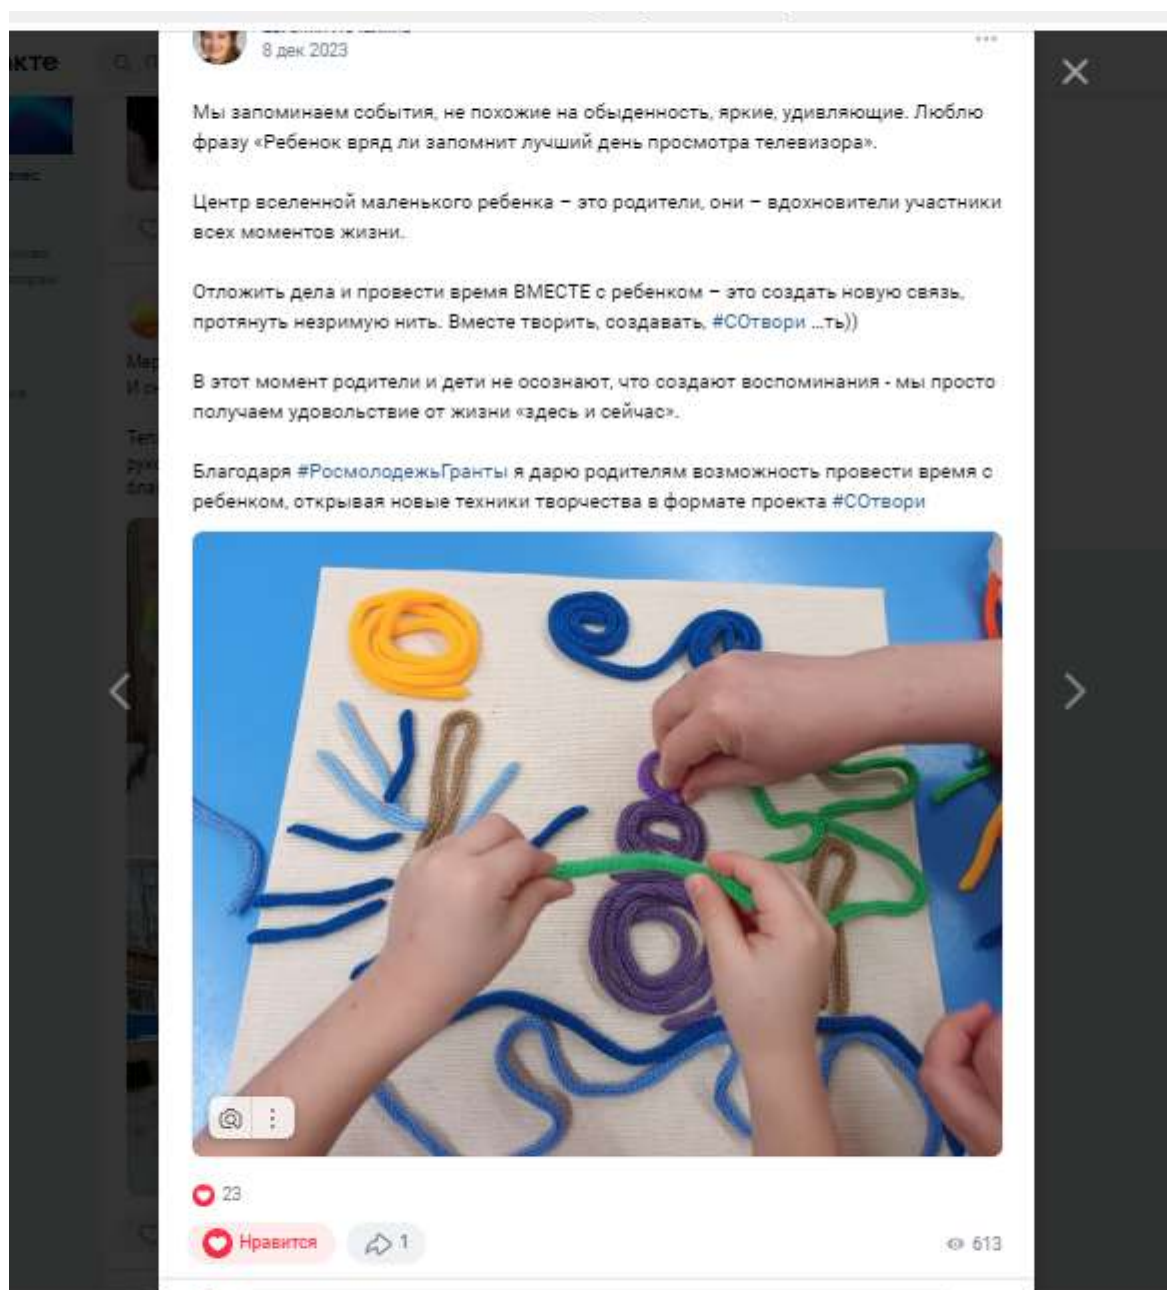 8 дек 2023
Мы запоминаем события, не похожие на обыденность, яркие, удивляющие. Люблю
фразу «Ребенок вряд ли запомнит лучший день просмотра телевизора».
Центр вселенной маленького ребенка – это родители, они – вдохновители участники
всех моментов жизни.
Отложить дела и провести время ВМЕСТЕ с ребенком – это создать новую связь,
протянуть незримую нить. Вместе творить, создавать, #СОтвори ...ть))
В этот момент родители и дети не осознают, что создают воспоминания - мы просто
получаем удовольствие от жизни «здесь и сейчас».
Благодаря #РосмолодежьГранты я дарю родителям возможность провести время с
ребенком, открывая новые техники творчества в формате проекта #СОтвори
23
Нравится
1
613